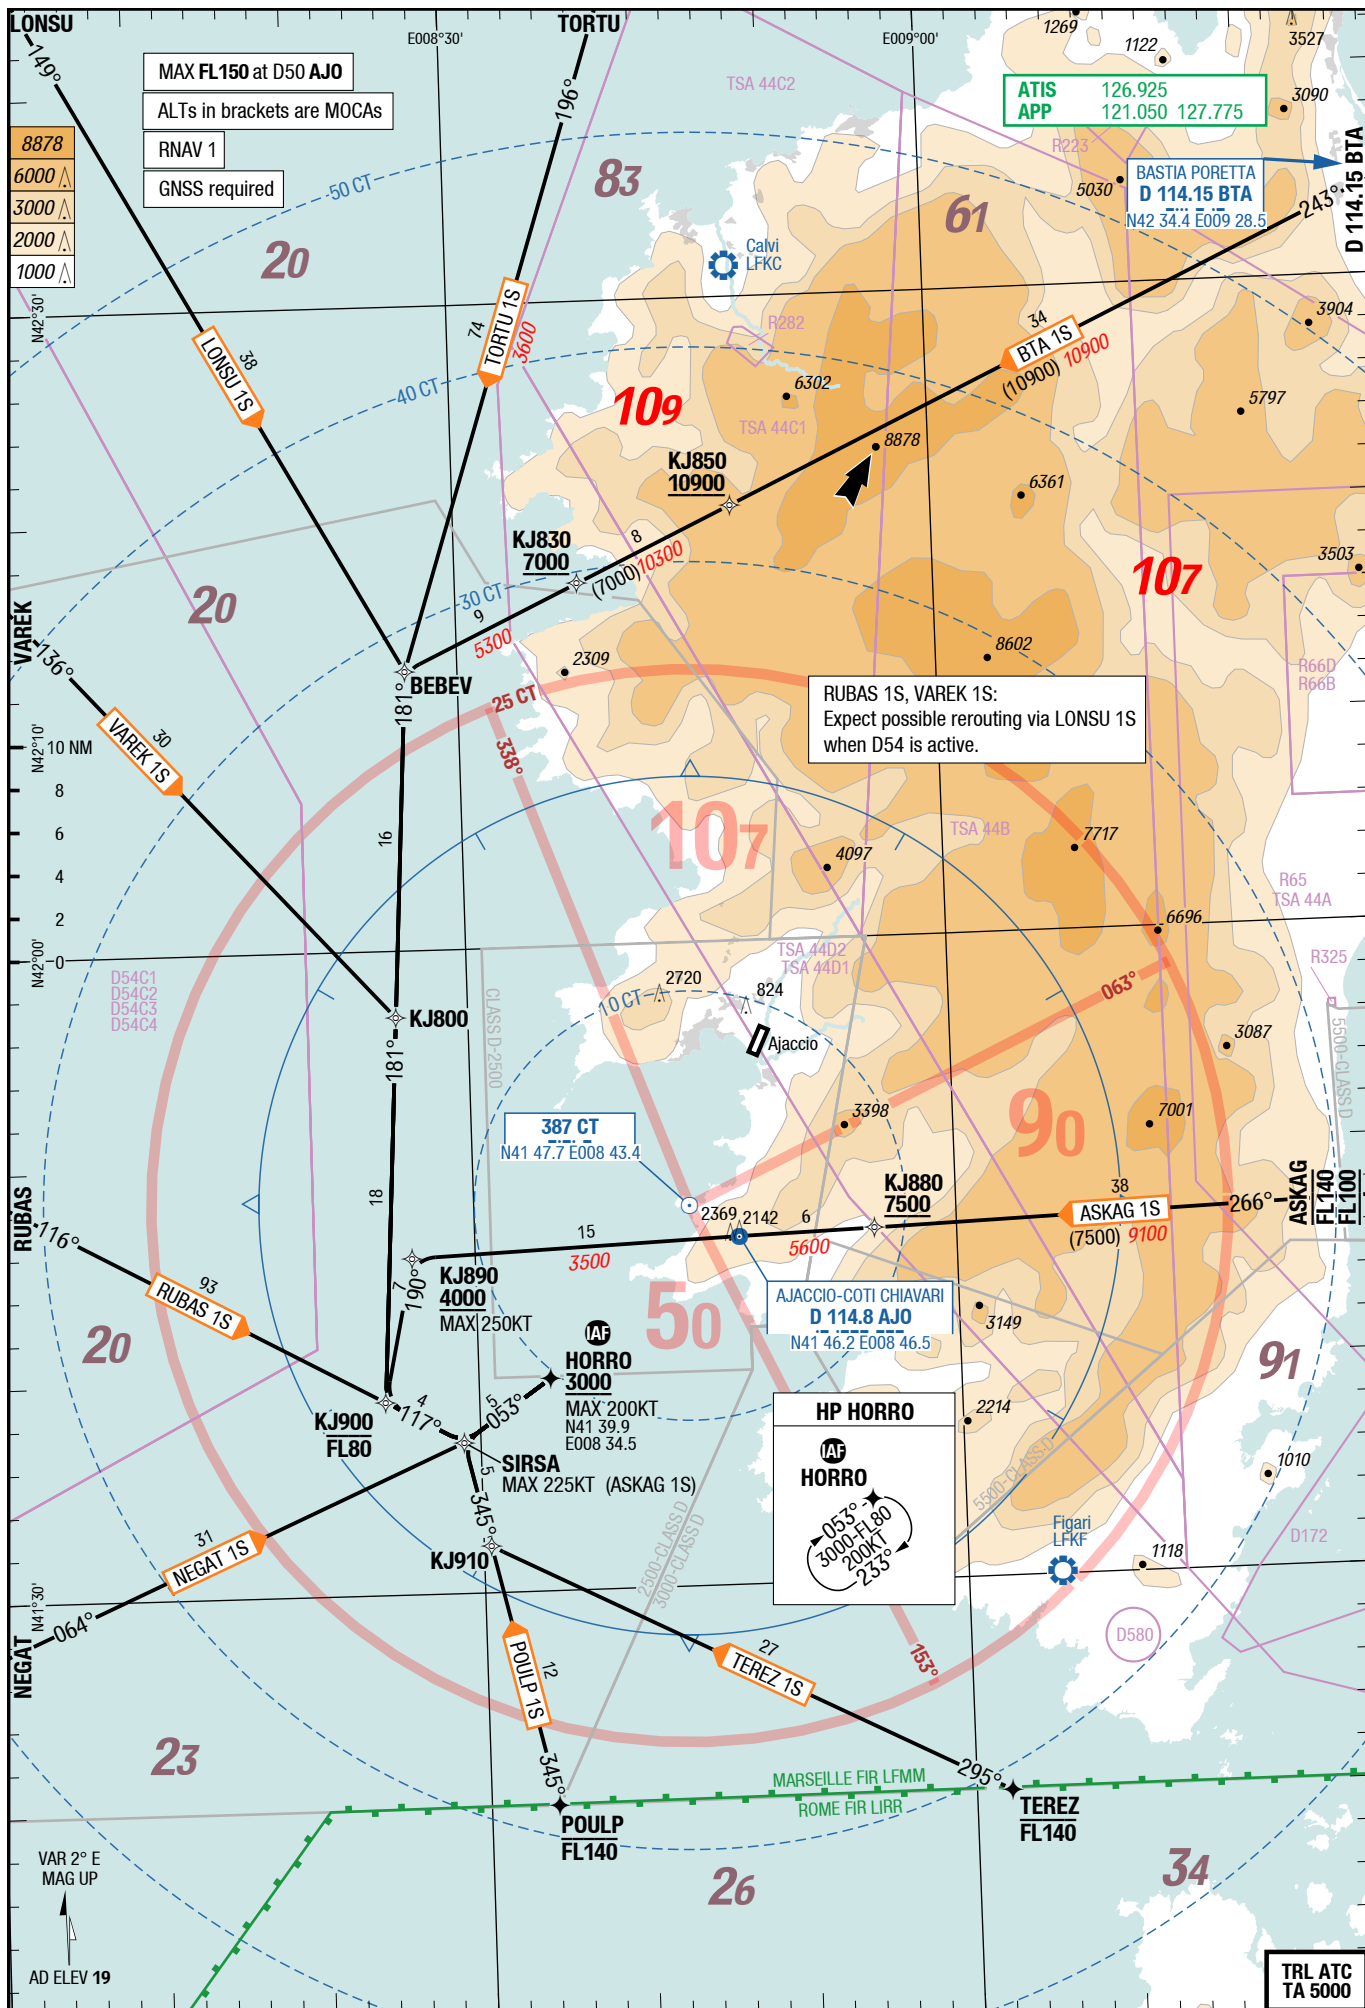 LONSU
TORTU
E008°30'
E009°00'
149°
196°
MAX FL150 at D50 AJO
ALTs in brackets are MOCAs
RNAV 1
GNSS required
8878
6000
3000
2000
1000
TSA 44C2
1269
1122
3527
ATIS 126.925
APP 121.050 127.775
3090
R223
BASTIA PORETTA
D 114.15 BTA
N42 34.4 E009 28.5
5030
243°
D 114.15 BTA
50 CT
83
61
20
Calvi
LFKC
N42°30'
LONSU 1S
38
TORTU 1S
74
3600
R282
34
BTA 1S
(10900) 10900
3904
40 CT
6302
109
TSA 44C1
5797
8878
KJ850
10900
6361
KJ830
7000
8
(7000) 10300
3503
107
20
30 CT
9
5300
VAREK
136°
2309
8602
BEBEV
181°
25 CT
338°
R66D
R66B
RUBAS 1S, VAREK 1S:
Expect possible rerouting via LONSU 1S
when D54 is active.
N42°10'
10 NM
8
6
4
2
0
VAREK 1S
30
16
107
TSA 44B
7717
4097
R65
TSA 44A
6696
N42°00'
TSA 44D2
TSA 44D1
R325
D54C1
D54C2
D54C3
D54C4
2720
824
063°
10 CT
CLASS D-2500
KJ800
Ajaccio
181°
3087
5500-CLASS D
387 CT
N41 47.7 E008 43.4
3398
90
7001
RUBAS
116°
18
KJ880
7500
38
ASKAG 1S
266°
ASKAG
FL140
FL100
(7500) 9100
2369
2142
6
5600
15
3500
RUBAS 1S
93
7
190°
KJ890
4000
MAX 250KT
50
AJACCIO-COTI CHIAVARI
D 114.8 AJO
N41 46.2 E008 46.5
3149
20
91
IAF
HORRO
3000
MAX 200KT
N41 39.9
E008 34.5
KJ900
FL80
4
117°
5
053°
SIRSA
MAX 225KT (ASKAG 1S)
HP HORRO
IAF
HORRO
053°
3000-FL80
200KT
233°
2214
1010
5
345°
5500-CLASS D
31
NEGAT 1S
KJ910
2500-CLASS D
3000-CLASS D
Figari
LFKF
D172
1118
N41°30'
064°
NEGAT
D580
12
POULP 1S
27
TEREZ 1S
153°
23
345°
295°
MARSEILLE FIR LFMM
ROME FIR LIRR
POULP
FL140
TEREZ
FL140
VAR 2° E
MAG UP
26
34
AD ELEV 19
TRL ATC
TA 5000